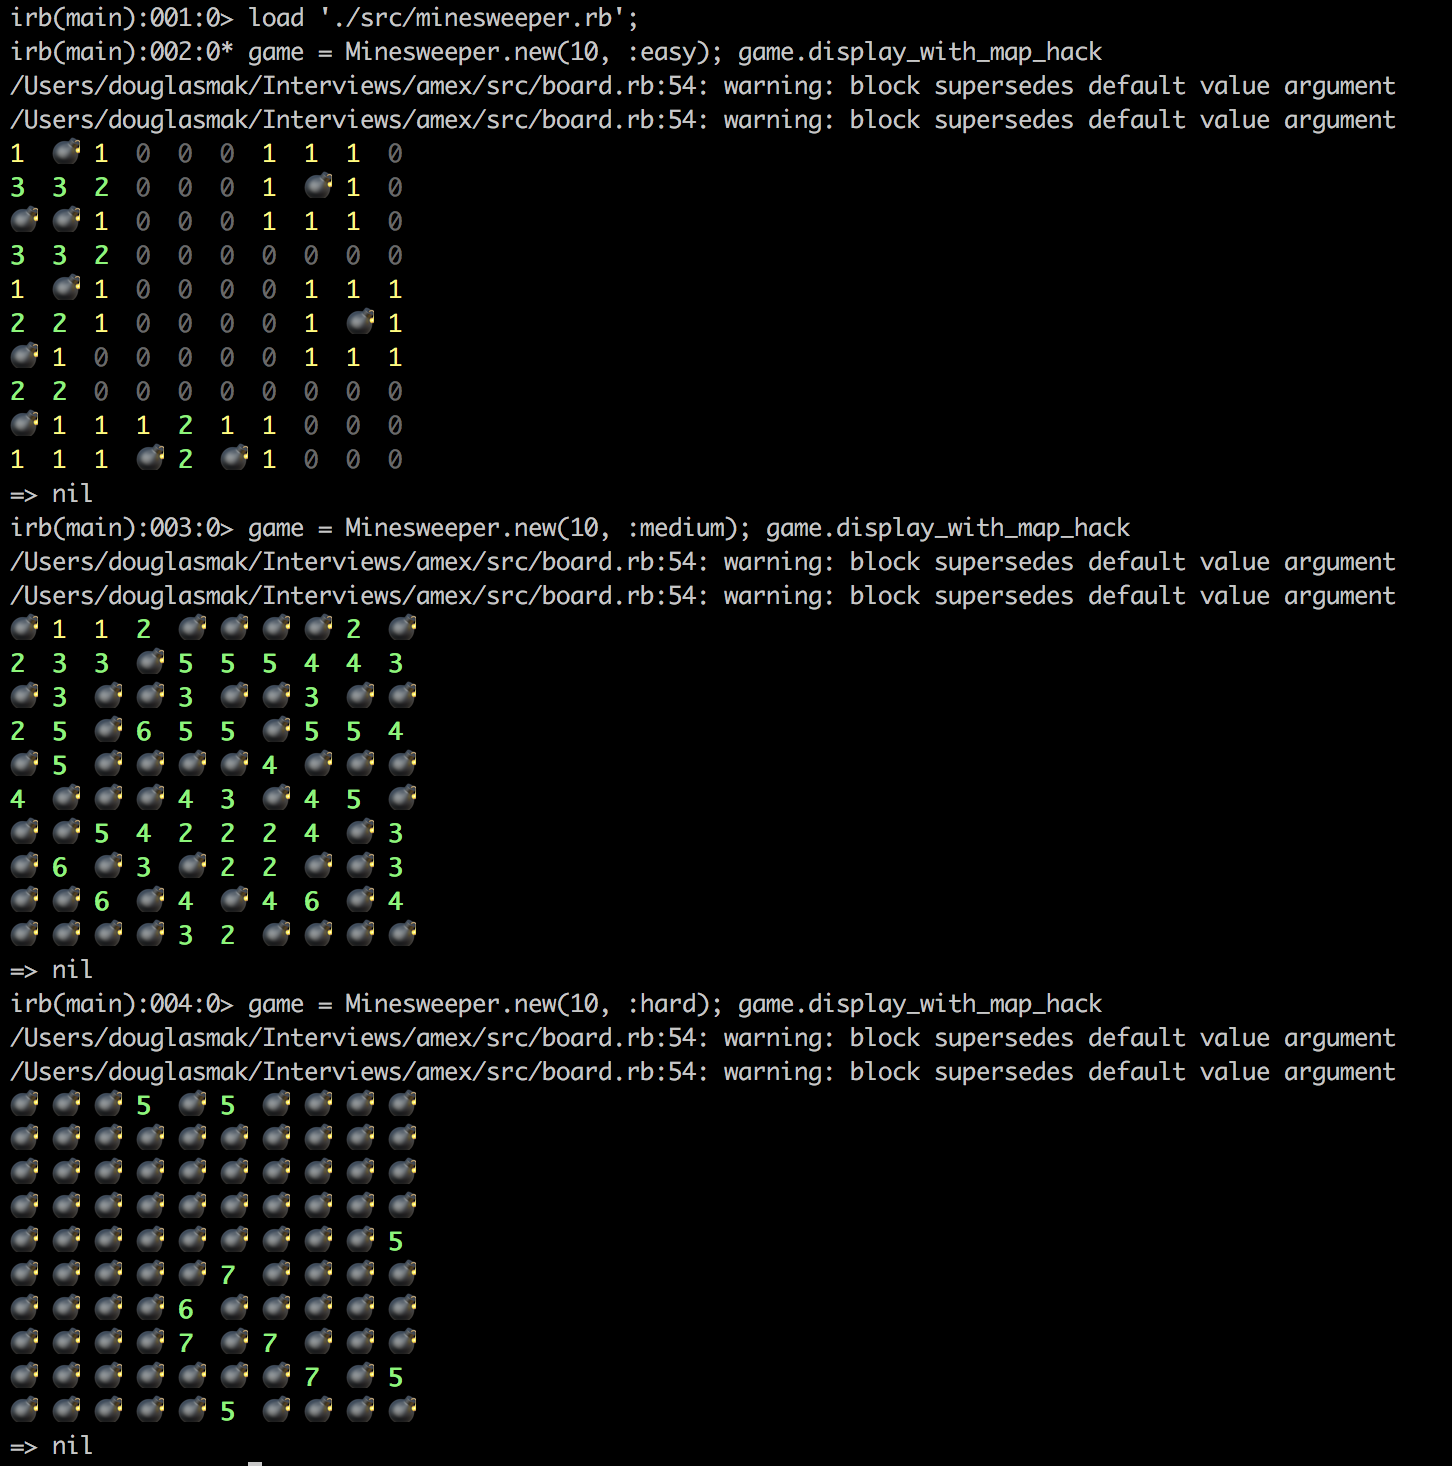 irb(main):001:0> load './src/minesweeper.rb';
irb(main):002:0* game = Minesweeper.new(10, :easy); game.display_with_map_hack
/Users/douglasmak/Interviews/amex/src/board.rb:54: warning: block supersedes default value argument
/Users/douglasmak/Interviews/amex/src/board.rb:54: warning: block supersedes default value argument
1 💣 1 0 0 0 1 1 1 0
3 3 2 0 0 0 1 💣 1 0
💣 💣 1 0 0 0 1 1 1 0
3 3 2 0 0 0 0 0 0 0
1 💣 1 0 0 0 0 1 1 1
2 2 1 0 0 0 0 1 💣 1
💣 1 0 0 0 0 0 1 1 1
2 2 0 0 0 0 0 0 0 0
💣 1 1 1 2 1 1 0 0 0
1 1 1 💣 2 💣 1 0 0 0
=> nil
irb(main):003:0> game = Minesweeper.new(10, :medium); game.display_with_map_hack
/Users/douglasmak/Interviews/amex/src/board.rb:54: warning: block supersedes default value argument
/Users/douglasmak/Interviews/amex/src/board.rb:54: warning: block supersedes default value argument
💣 1 1 2 💣 💣 💣 💣 2 💣
2 3 3 💣 5 5 5 4 4 3
💣 3 💣 💣 3 💣 💣 3 💣 💣
2 5 💣 6 5 5 💣 5 5 4
💣 5 💣 💣 💣 💣 4 💣 💣 💣
4 💣 💣 💣 4 3 💣 4 5 💣
💣 💣 5 4 2 2 2 4 💣 3
💣 6 💣 3 💣 2 2 💣 💣 3
💣 💣 6 💣 4 💣 4 6 💣 4
💣 💣 💣 💣 3 2 💣 💣 💣 💣
=> nil
irb(main):004:0> game = Minesweeper.new(10, :hard); game.display_with_map_hack
/Users/douglasmak/Interviews/amex/src/board.rb:54: warning: block supersedes default value argument
/Users/douglasmak/Interviews/amex/src/board.rb:54: warning: block supersedes default value argument
💣 💣 💣 5 💣 5 💣 💣 💣 💣
💣 💣 💣 💣 💣 💣 💣 💣 💣 💣
💣 💣 💣 💣 💣 💣 💣 💣 💣 💣
💣 💣 💣 💣 💣 💣 💣 💣 💣 💣
💣 💣 💣 💣 💣 💣 💣 💣 💣 5
💣 💣 💣 💣 💣 7 💣 💣 💣 💣
💣 💣 💣 💣 6 💣 💣 💣 💣 💣
💣 💣 💣 💣 7 💣 7 💣 💣 💣
💣 💣 💣 💣 💣 💣 💣 7 💣 5
💣 💣 💣 💣 💣 5 💣 💣 💣 💣
=> nil